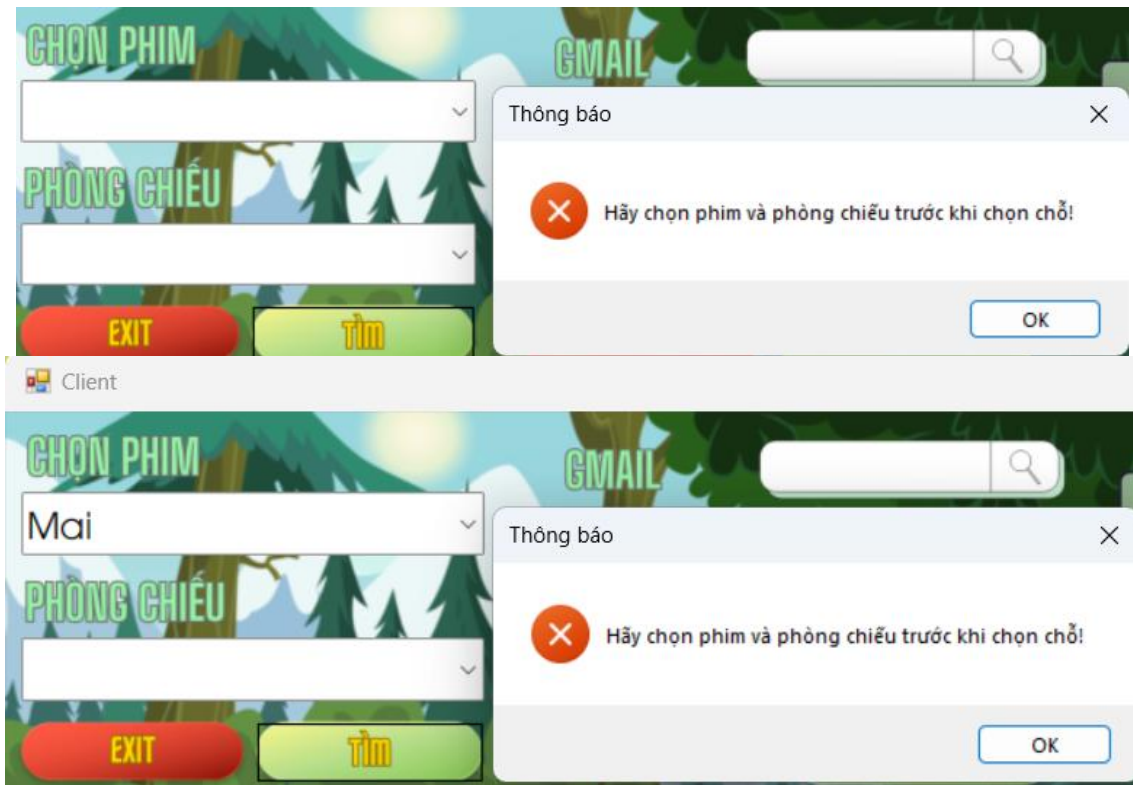 CHỌN PHIM
GMAIL
Thông báo
PHÒNG CHIẾU
Hãy chọn phim và phòng chiếu trước khi chọn chỗ!
EXIT
TÌM
OK
Client
CHỌN PHIM
GMAIL
Mai
Thông báo
PHÒNG CHIẾU
Hãy chọn phim và phòng chiếu trước khi chọn chỗ!
EXIT
TÌM
OK